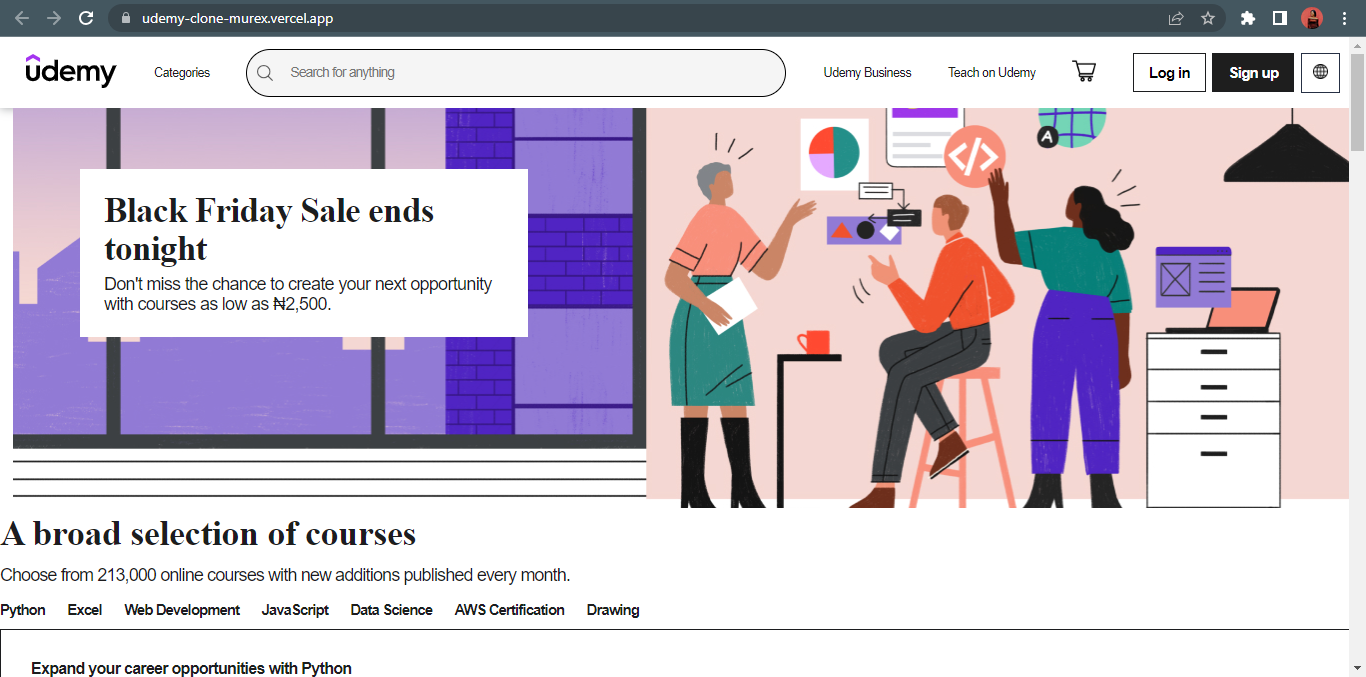 udemy-clone-murex.vercel.app
ûdemy Categories Search for anything Udemy Business Teach on Udemy Log in Sign up
Black Friday Sale ends
tonight
Don't miss the chance to create your next opportunity
with courses as low as ₦2,500.
A
A broad selection of courses
Choose from 213,000 online courses with new additions published every month.
Python Excel Web Development JavaScript Data Science AWS Certification Drawing
Expand your career opportunities with Python